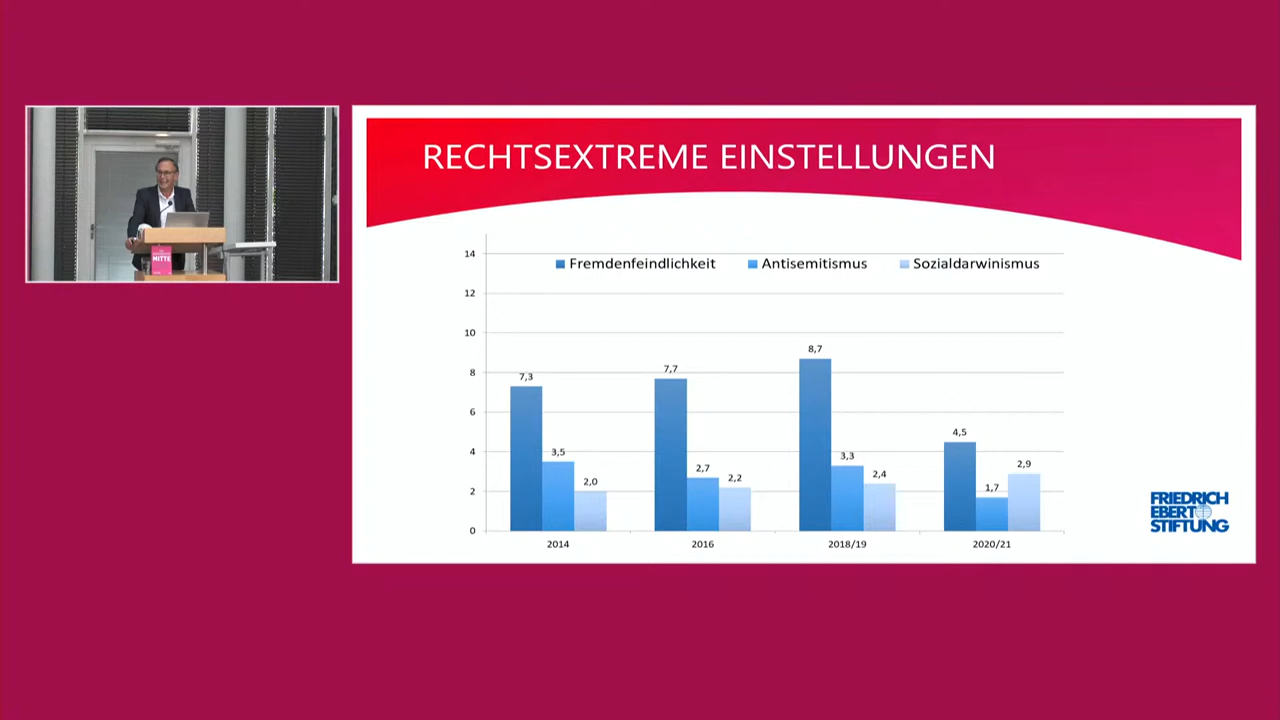 RECHTSEXTREME EINSTELLUNGEN
Fremdenfeindlichkeit Antisemitismus Sozialdarwinismus
14
12
10
8
6
4
2
0
7,3 3,5 2,0
7,7 2,7 2,2
8,7 3,3 2,4
4,5 1,7 2,9
2014 2016 2018/19 2020/21
FRIEDRICH
EBERT
STIFTUNG
MITTE